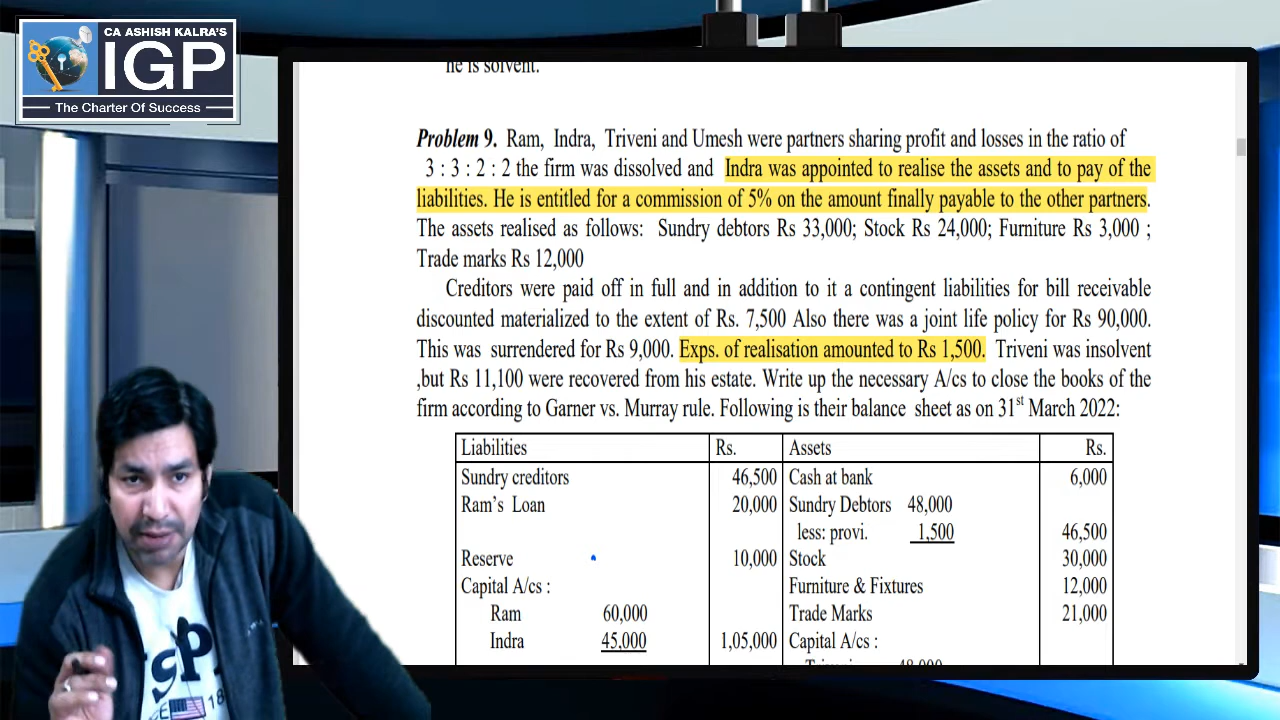 CA ASHISH KALRA'S
IGP
The Charter Of Success
he is solvent.
Problem 9. Ram, Indra, Triveni and Umesh were partners sharing profit and losses in the ratio of
3 : 3 : 2 : 2 the firm was dissolved and Indra was appointed to realise the assets and to pay of the
liabilities. He is entitled for a commission of 5% on the amount finally payable to the other partners.
The assets realised as follows: Sundry debtors Rs 33,000; Stock Rs 24,000; Furniture Rs 3,000 ;
Trade marks Rs 12,000
Creditors were paid off in full and in addition to it a contingent liabilities for bill receivable
discounted materialized to the extent of Rs. 7,500 Also there was a joint life policy for Rs 90,000.
This was surrendered for Rs 9,000. Exps. of realisation amounted to Rs 1,500. Triveni was insolvent
,but Rs 11,100 were recovered from his estate. Write up the necessary A/cs to close the books of the
firm according to Garner vs. Murray rule. Following is their balance sheet as on 31st March 2022:
Liabilities Rs. Assets Rs.
Sundry creditors 46,500 Cash at bank 6,000
Ram's Loan 20,000 Sundry Debtors 48,000
less: provi. 1,500 46,500
Reserve 10,000 Stock 30,000
Capital A/cs : Furniture & Fixtures 12,000
Ram 60,000 Trade Marks 21,000
Indra 45,000 1,05,000 Capital A/cs :
48,000